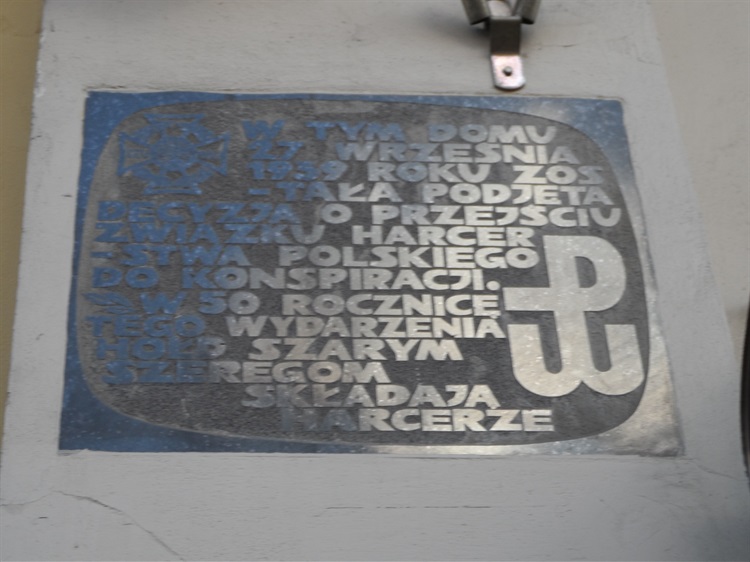 W TYM DOMU
27 WRZEŚNIA
1939 ROKU ZOS
-TAŁA PODJĘTA
DECYZJA O PRZEJŚCIU
ZWIĄZKU HARCER
-STWA POLSKIEGO
DO KONSPIRACJI.
W 50 ROCZNICĘ
TEGO WYDARZENIA
HOŁD SZARYM
SZEREGOM
SKŁADAJĄ
HARCERZE